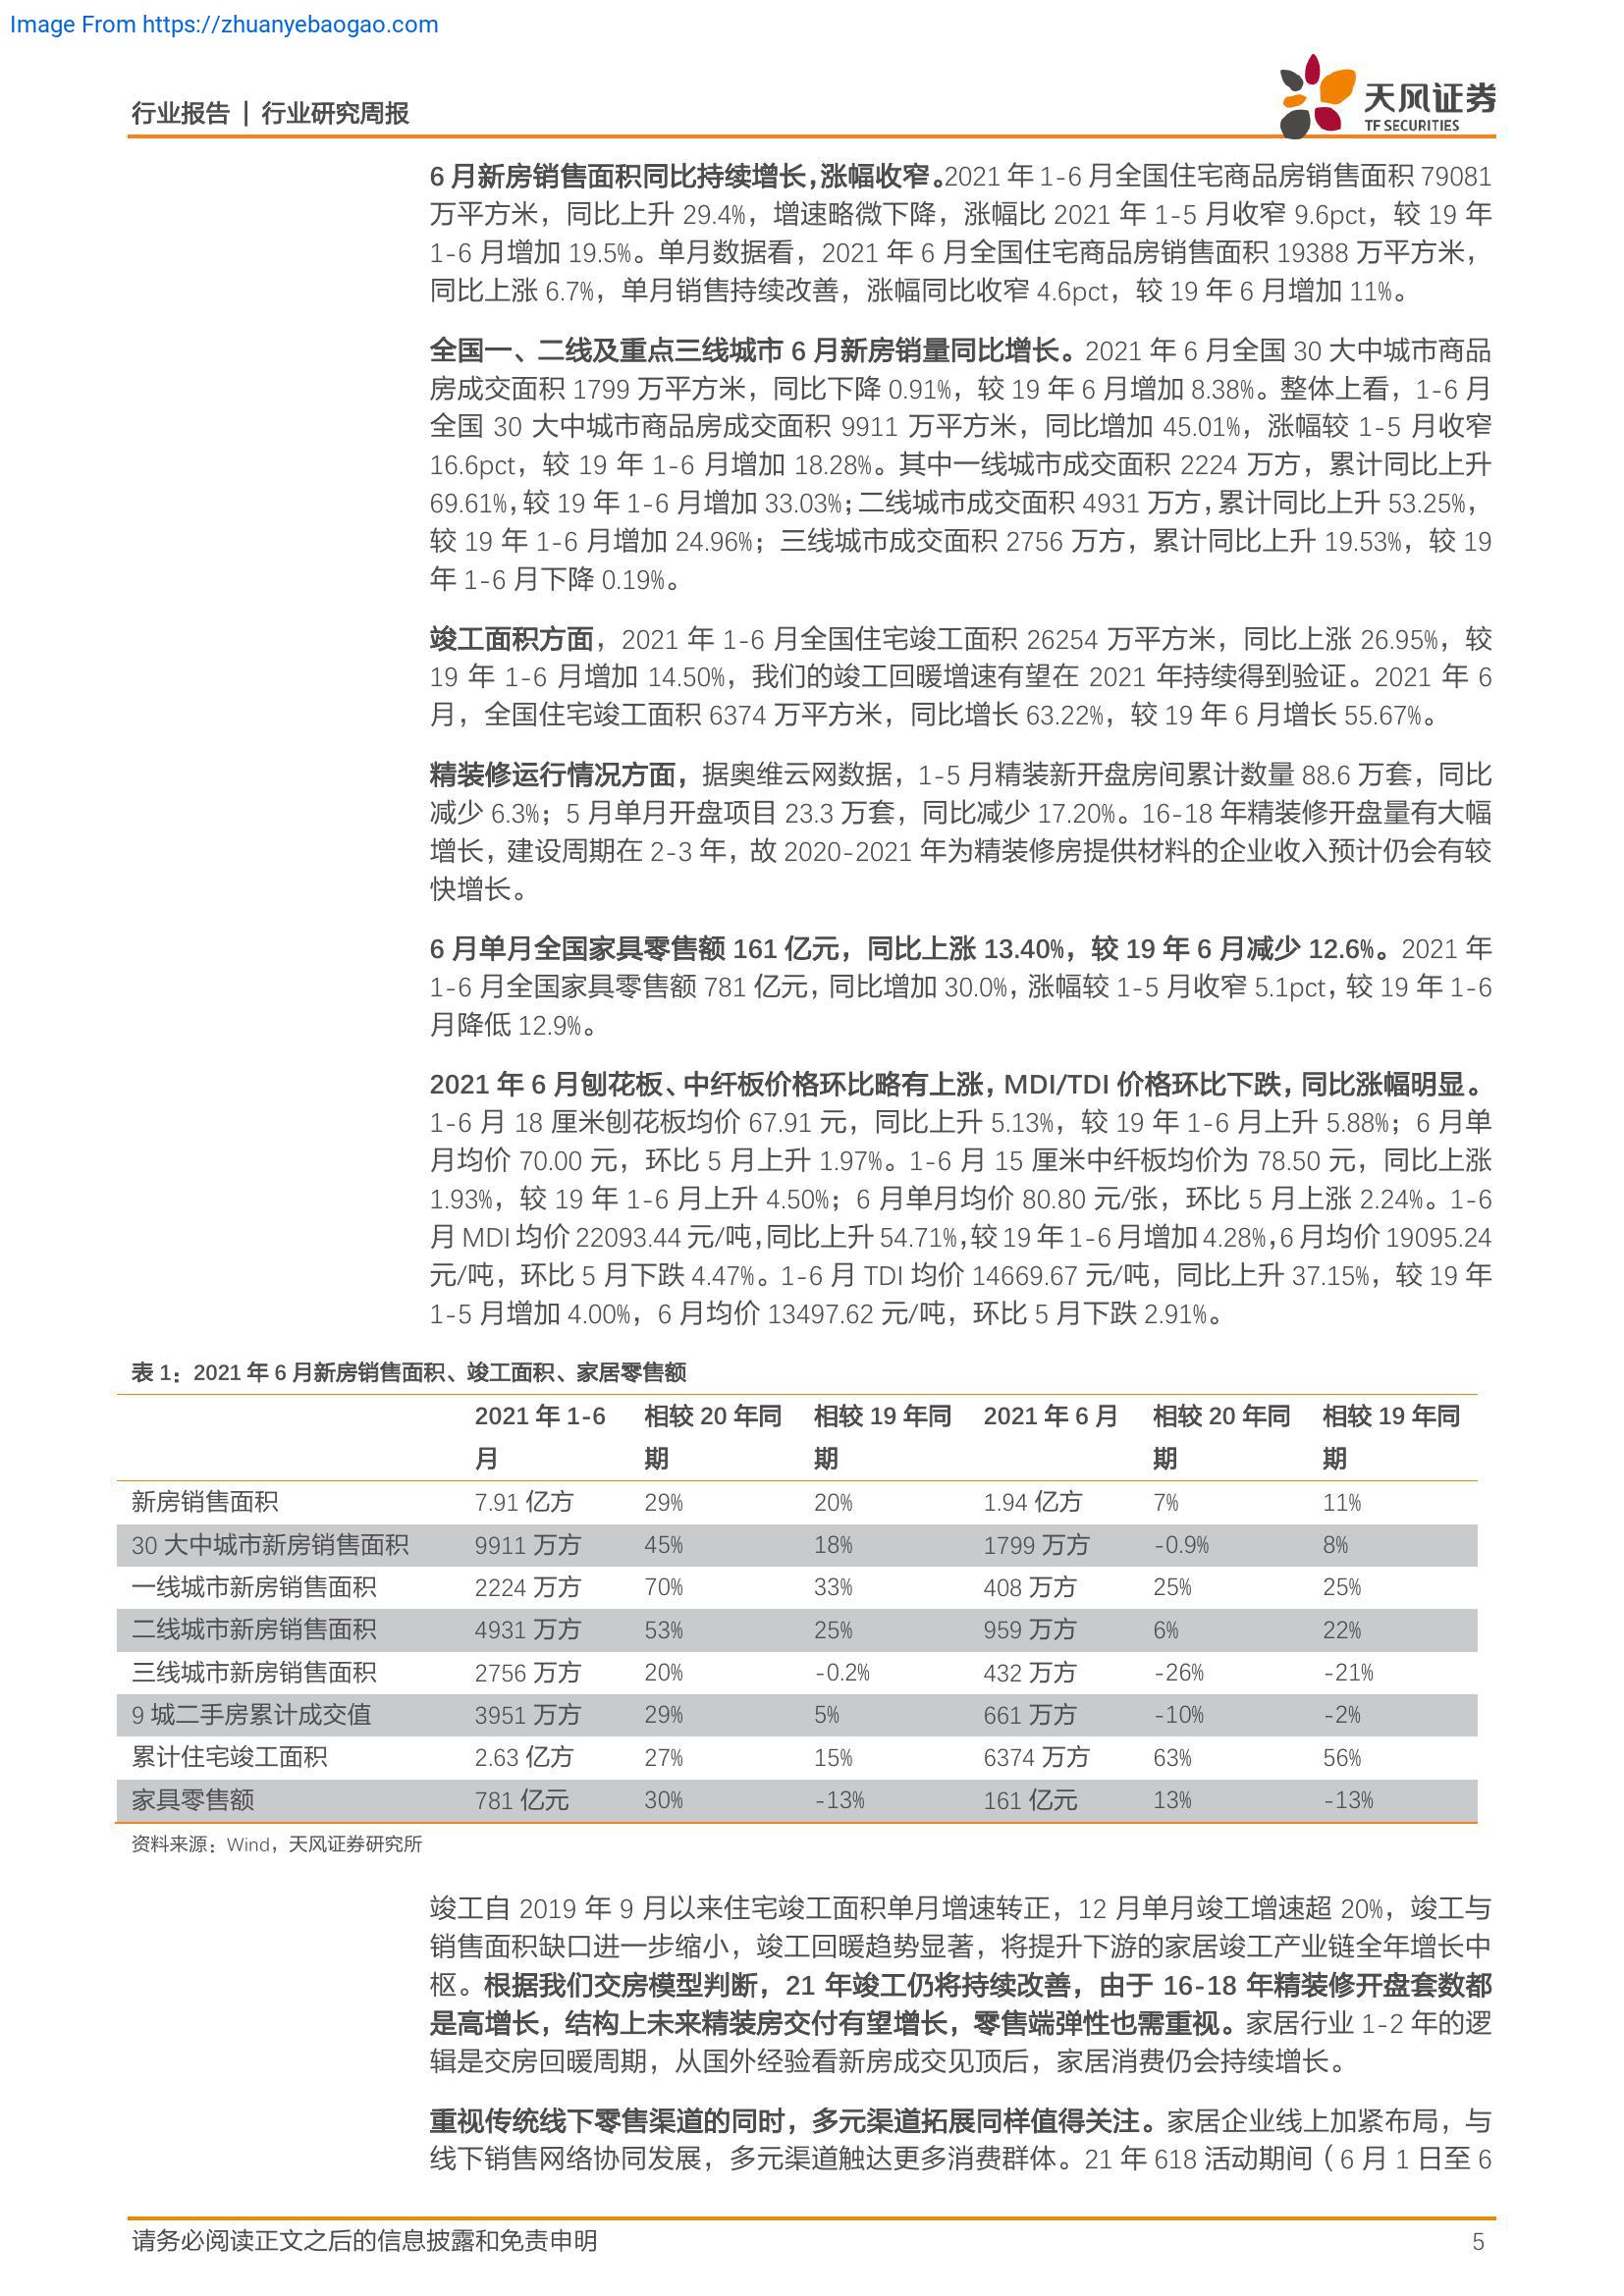 Image From https://zhuanyebaogao.com
行业报告 | 行业研究周报
天风证券
TF SECURITIES
6 月新房销售面积同比持续增长，涨幅收窄。2021 年 1-6 月全国住宅商品房销售面积 79081
万平方米，同比上升 29.4%，增速略微下降，涨幅比 2021 年 1-5 月收窄 9.6pct，较 19 年
1-6 月增加 19.5%。单月数据看，2021 年 6 月全国住宅商品房销售面积 19388 万平方米，
同比上涨 6.7%，单月销售持续改善，涨幅同比收窄 4.6pct，较 19 年 6 月增加 11%。
全国一、二线及重点三线城市 6 月新房销量同比增长。2021 年 6 月全国 30 大中城市商品
房成交面积 1799 万平方米，同比下降 0.91%，较 19 年 6 月增加 8.38%。整体上看，1-6 月
全国 30 大中城市商品房成交面积 9911 万平方米，同比增加 45.01%，涨幅较 1-5 月收窄
16.6pct，较 19 年 1-6 月增加 18.28%。其中一线城市成交面积 2224 万方，累计同比上升
69.61%，较 19 年 1-6 月增加 33.03%；二线城市成交面积 4931 万方，累计同比上升 53.25%，
较 19 年 1-6 月增加 24.96%；三线城市成交面积 2756 万方，累计同比上升 19.53%，较 19
年 1-6 月下降 0.19%。
竣工面积方面，2021 年 1-6 月全国住宅竣工面积 26254 万平方米，同比上涨 26.95%，较
19 年 1-6 月增加 14.50%，我们的竣工回暖增速有望在 2021 年持续得到验证。2021 年 6
月，全国住宅竣工面积 6374 万平方米，同比增长 63.22%，较 19 年 6 月增长 55.67%。
精装修运行情况方面，据奥维云网数据，1-5 月精装新开盘房间累计数量 88.6 万套，同比
减少 6.3%；5 月单月开盘项目 23.3 万套，同比减少 17.20%。16-18 年精装修开盘量有大幅
增长，建设周期在 2-3 年，故 2020-2021 年为精装修房提供材料的企业收入预计仍会有较
快增长。
6 月单月全国家具零售额 161 亿元，同比上涨 13.40%，较 19 年 6 月减少 12.6%。2021 年
1-6 月全国家具零售额 781 亿元，同比增加 30.0%，涨幅较 1-5 月收窄 5.1pct，较 19 年 1-6
月降低 12.9%。
2021 年 6 月刨花板、中纤板价格环比略有上涨，MDI/TDI 价格环比下跌，同比涨幅明显。
1-6 月 18 厘米刨花板均价 67.91 元，同比上升 5.13%，较 19 年 1-6 月上升 5.88%；6 月单
月均价 70.00 元，环比 5 月上升 1.97%。1-6 月 15 厘米中纤板均价为 78.50 元，同比上涨
1.93%，较 19 年 1-6 月上升 4.50%；6 月单月均价 80.80 元/张，环比 5 月上涨 2.24%。1-6
月 MDI 均价 22093.44 元/吨，同比上升 54.71%，较 19 年 1-6 月增加 4.28%，6 月均价 19095.24
元/吨，环比 5 月下跌 4.47%。1-6 月 TDI 均价 14669.67 元/吨，同比上升 37.15%，较 19 年
1-5 月增加 4.00%，6 月均价 13497.62 元/吨，环比 5 月下跌 2.91%。
表 1：2021 年 6 月新房销售面积、竣工面积、家居零售额
2021 年 1-6 月 相较 20 年同期 相较 19 年同期 2021 年 6 月 相较 20 年同期 相较 19 年同期
新房销售面积 7.91 亿方 29% 20% 1.94 亿方 7% 11%
30 大中城市新房销售面积 9911 万方 45% 18% 1799 万方 -0.9% 8%
一线城市新房销售面积 2224 万方 70% 33% 408 万方 25% 25%
二线城市新房销售面积 4931 万方 53% 25% 959 万方 6% 22%
三线城市新房销售面积 2756 万方 20% -0.2% 432 万方 -26% -21%
9 城二手房累计成交值 3951 万方 29% 5% 661 万方 -10% -2%
累计住宅竣工面积 2.63 亿方 27% 15% 6374 万方 63% 56%
家具零售额 781 亿元 30% -13% 161 亿元 13% -13%
资料来源：Wind，天风证券研究所
竣工自 2019 年 9 月以来住宅竣工面积单月增速转正，12 月单月竣工增速超 20%，竣工与
销售面积缺口进一步缩小，竣工回暖趋势显著，将提升下游的家居竣工产业链全年增长中
枢。根据我们交房模型判断，21 年竣工仍将持续改善，由于 16-18 年精装修开盘套数都
是高增长，结构上未来精装房交付有望增长，零售端弹性也需重视。家居行业 1-2 年的逻
辑是交房回暖周期，从国外经验看新房成交见顶后，家居消费仍会持续增长。
重视传统线下零售渠道的同时，多元渠道拓展同样值得关注。家居企业线上加紧布局，与
线下销售网络协同发展，多元渠道触达更多消费群体。21 年 618 活动期间（6 月 1 日至 6
请务必阅读正文之后的信息披露和免责申明
5